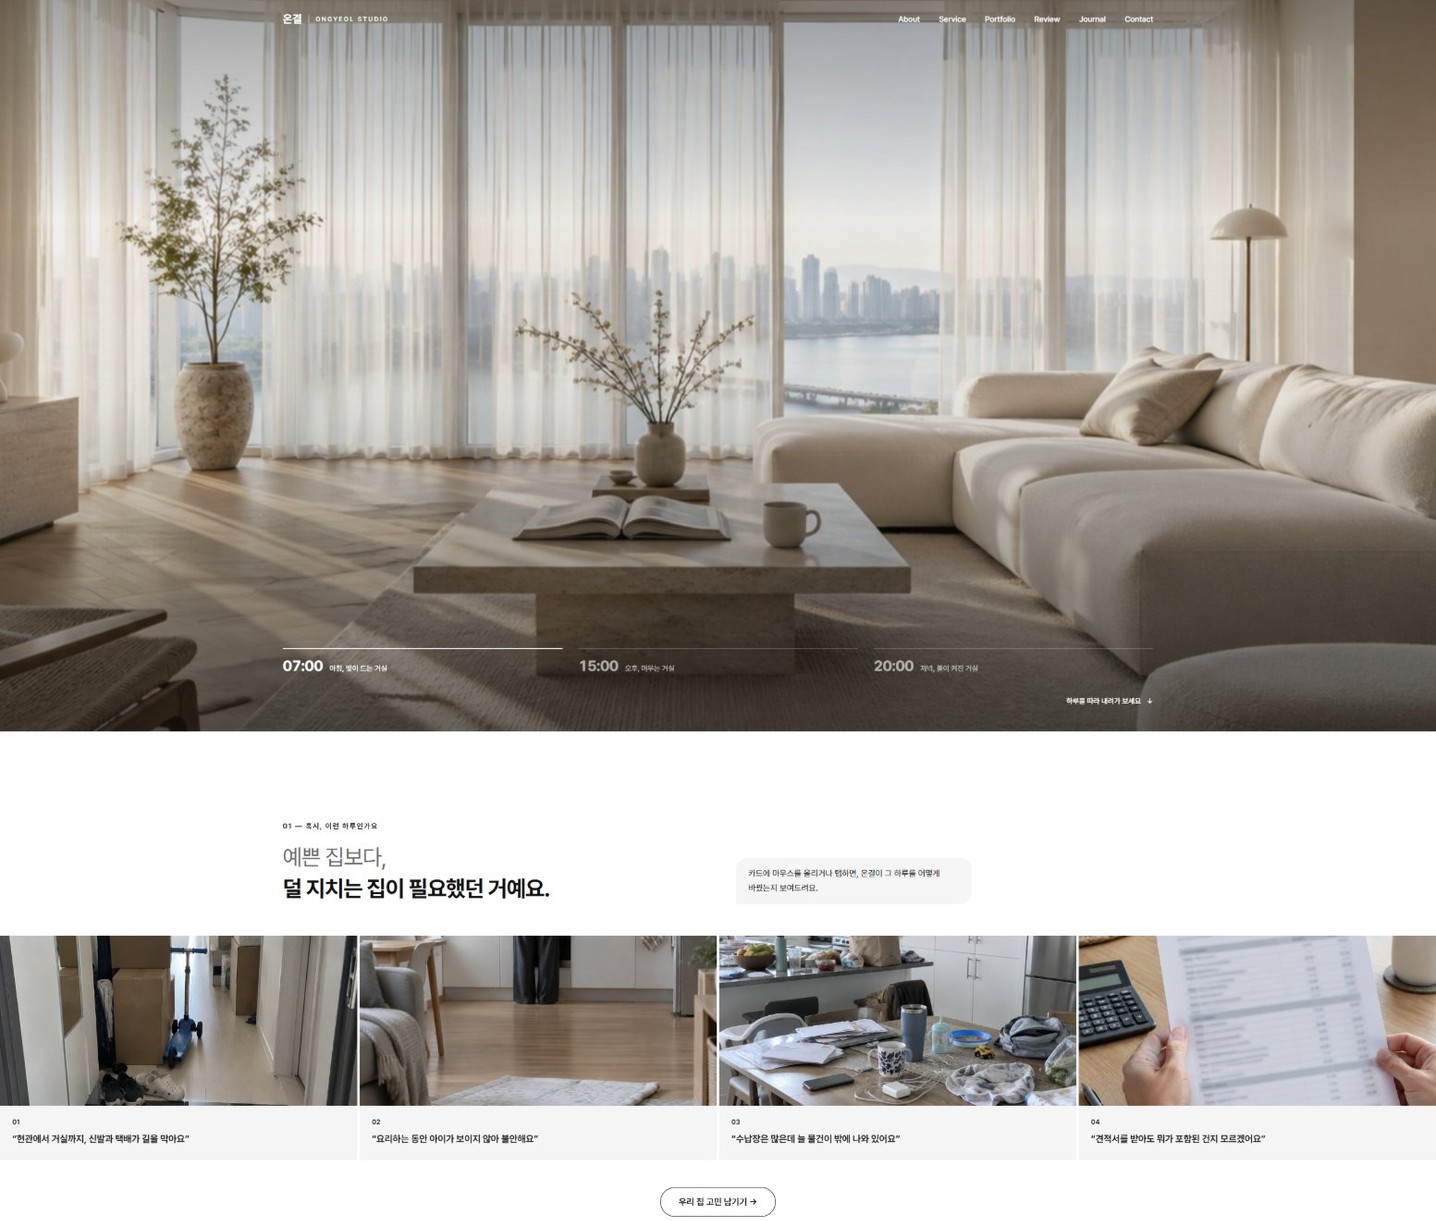 온결 | ONGYEOL STUDIO
About Service Portfolio Review Journal Contact
07:00 아침, 빛이 드는 거실
15:00 오후, 머무는 거실
20:00 저녁, 불이 켜진 거실
하루를 따라 내려가 보세요 ↓
01 — 혹시, 이런 하루인가요
예쁜 집보다,
덜 지치는 집이 필요했던 거예요.
카드에 마우스를 올리거나 탭하면, 온결이 그 하루를 어떻게
바꿨는지 보여드려요.
01
“현관에서 거실까지, 신발과 택배가 길을 막아요”
02
“요리하는 동안 아이가 보이지 않아 불안해요”
03
“수납장은 많은데 늘 물건이 밖에 나와 있어요”
04
“견적서를 받아도 뭐가 포함된 건지 모르겠어요”
우리 집 고민 남기기 →